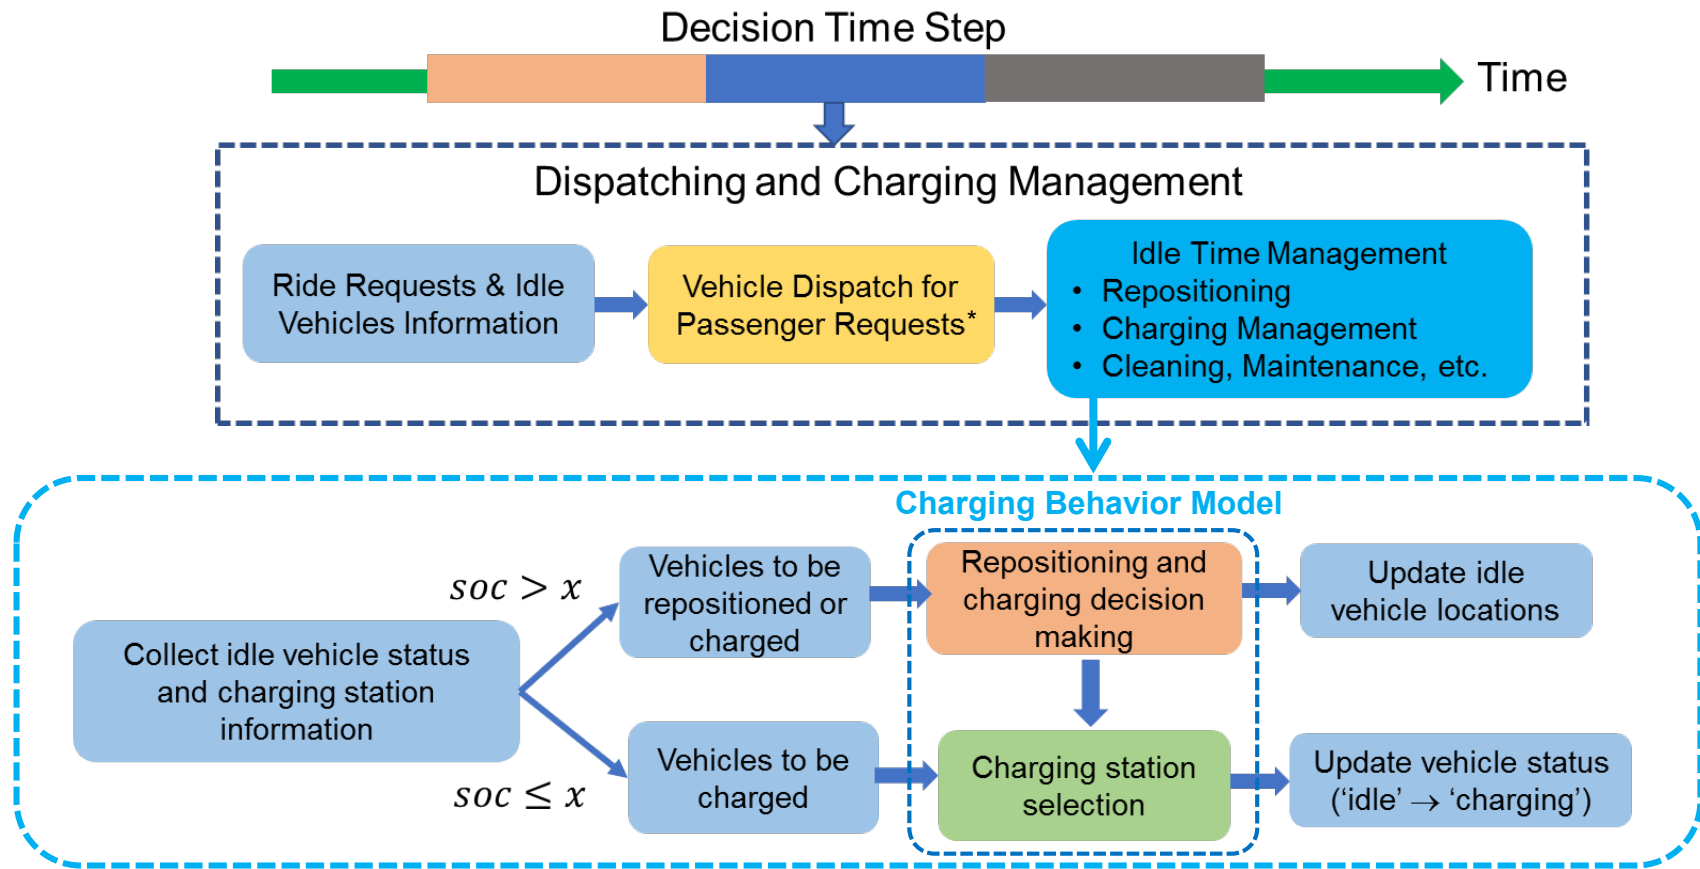 Decision Time Step
Time
Dispatching and Charging Management
Ride Requests & Idle
Vehicles Information
Vehicle Dispatch for
Passenger Requests*
Idle Time Management
• Repositioning
• Charging Management
• Cleaning, Maintenance, etc.
Charging Behavior Model
Collect idle vehicle status
and charging station
information
soc > x
soc ≤ x
Vehicles to be
repositioned or
charged
Repositioning and
charging decision
making
Update idle
vehicle locations
Vehicles to be
charged
Charging station
selection
Update vehicle status
(‘idle’ → ‘charging’)